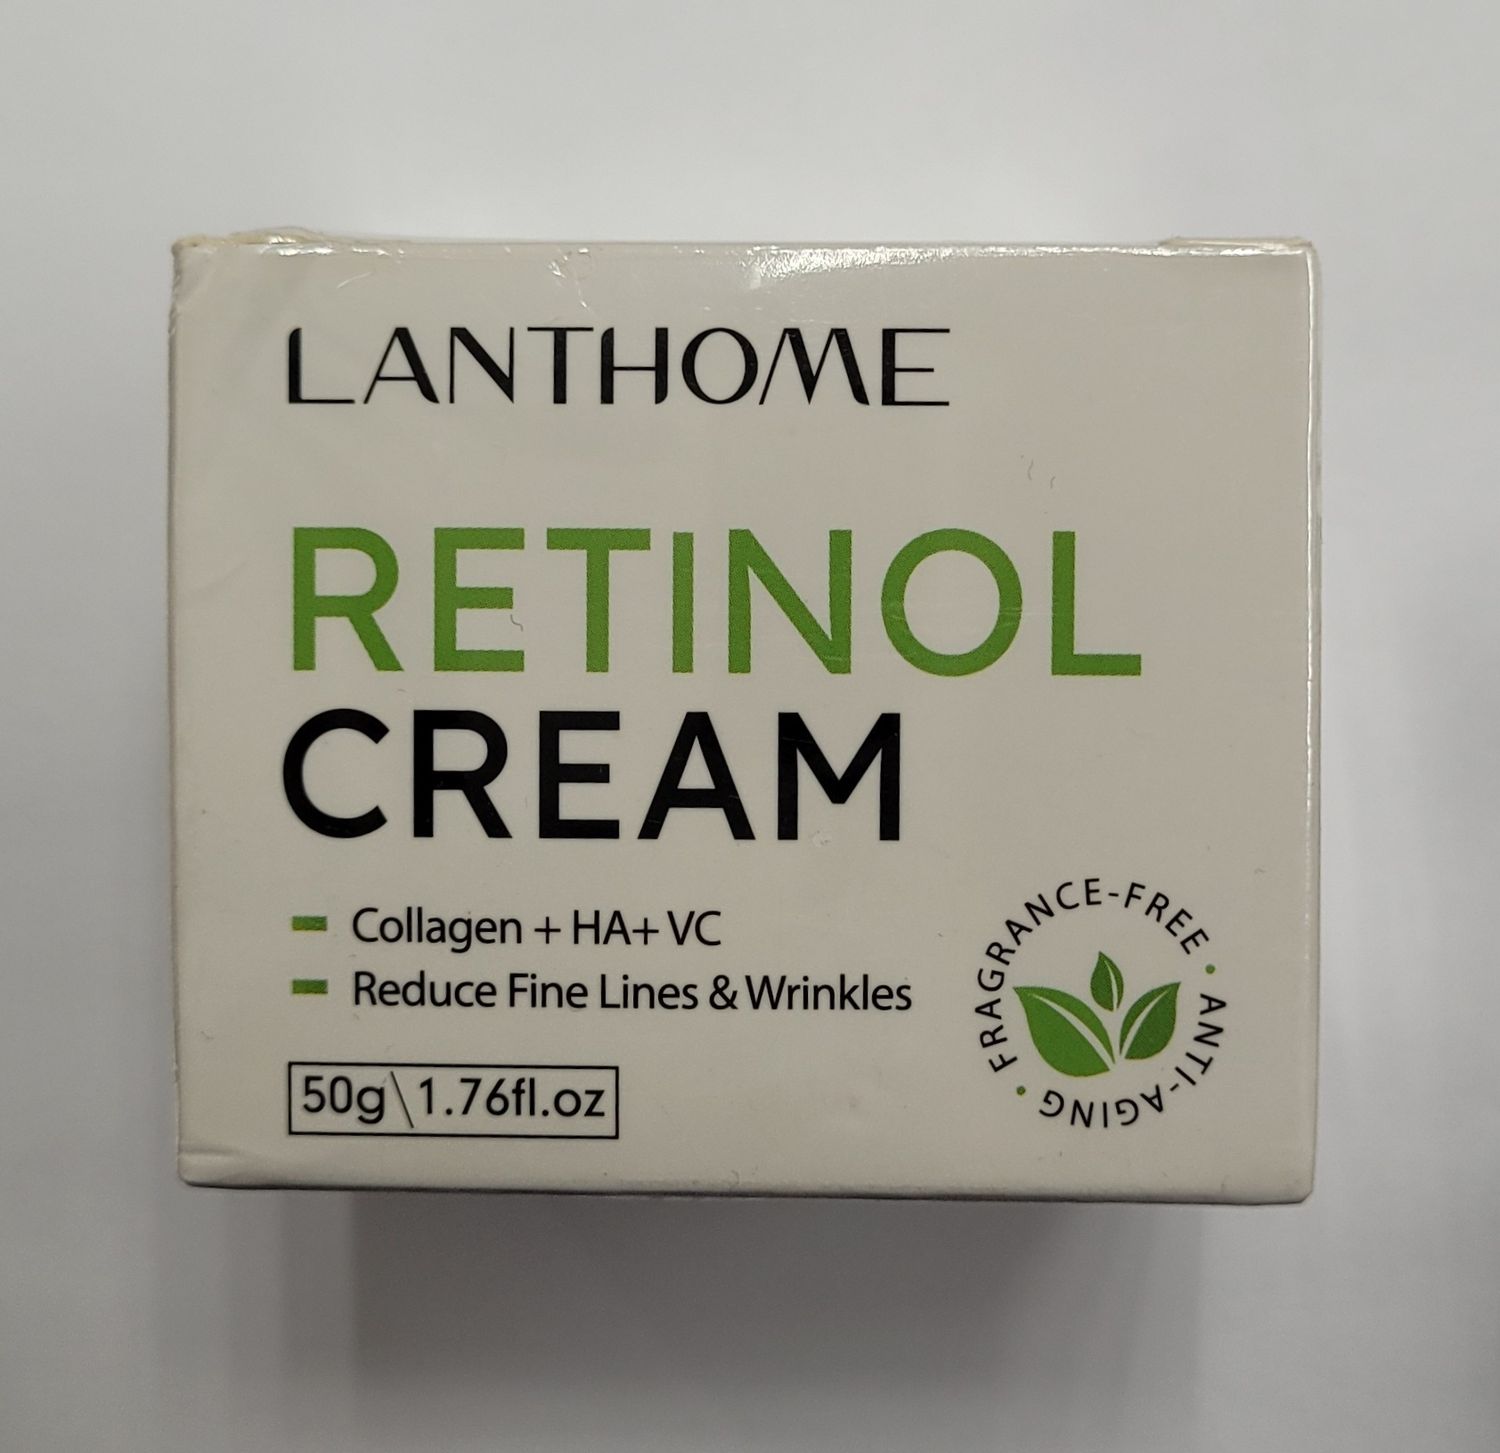 LANTHOME
RETINOL
CREAM
Collagen + HA+ VC
Reduce Fine Lines & Wrinkles
50g\1.76fl.oz
FRAGRANCE-FREE • ANTI-AGING •